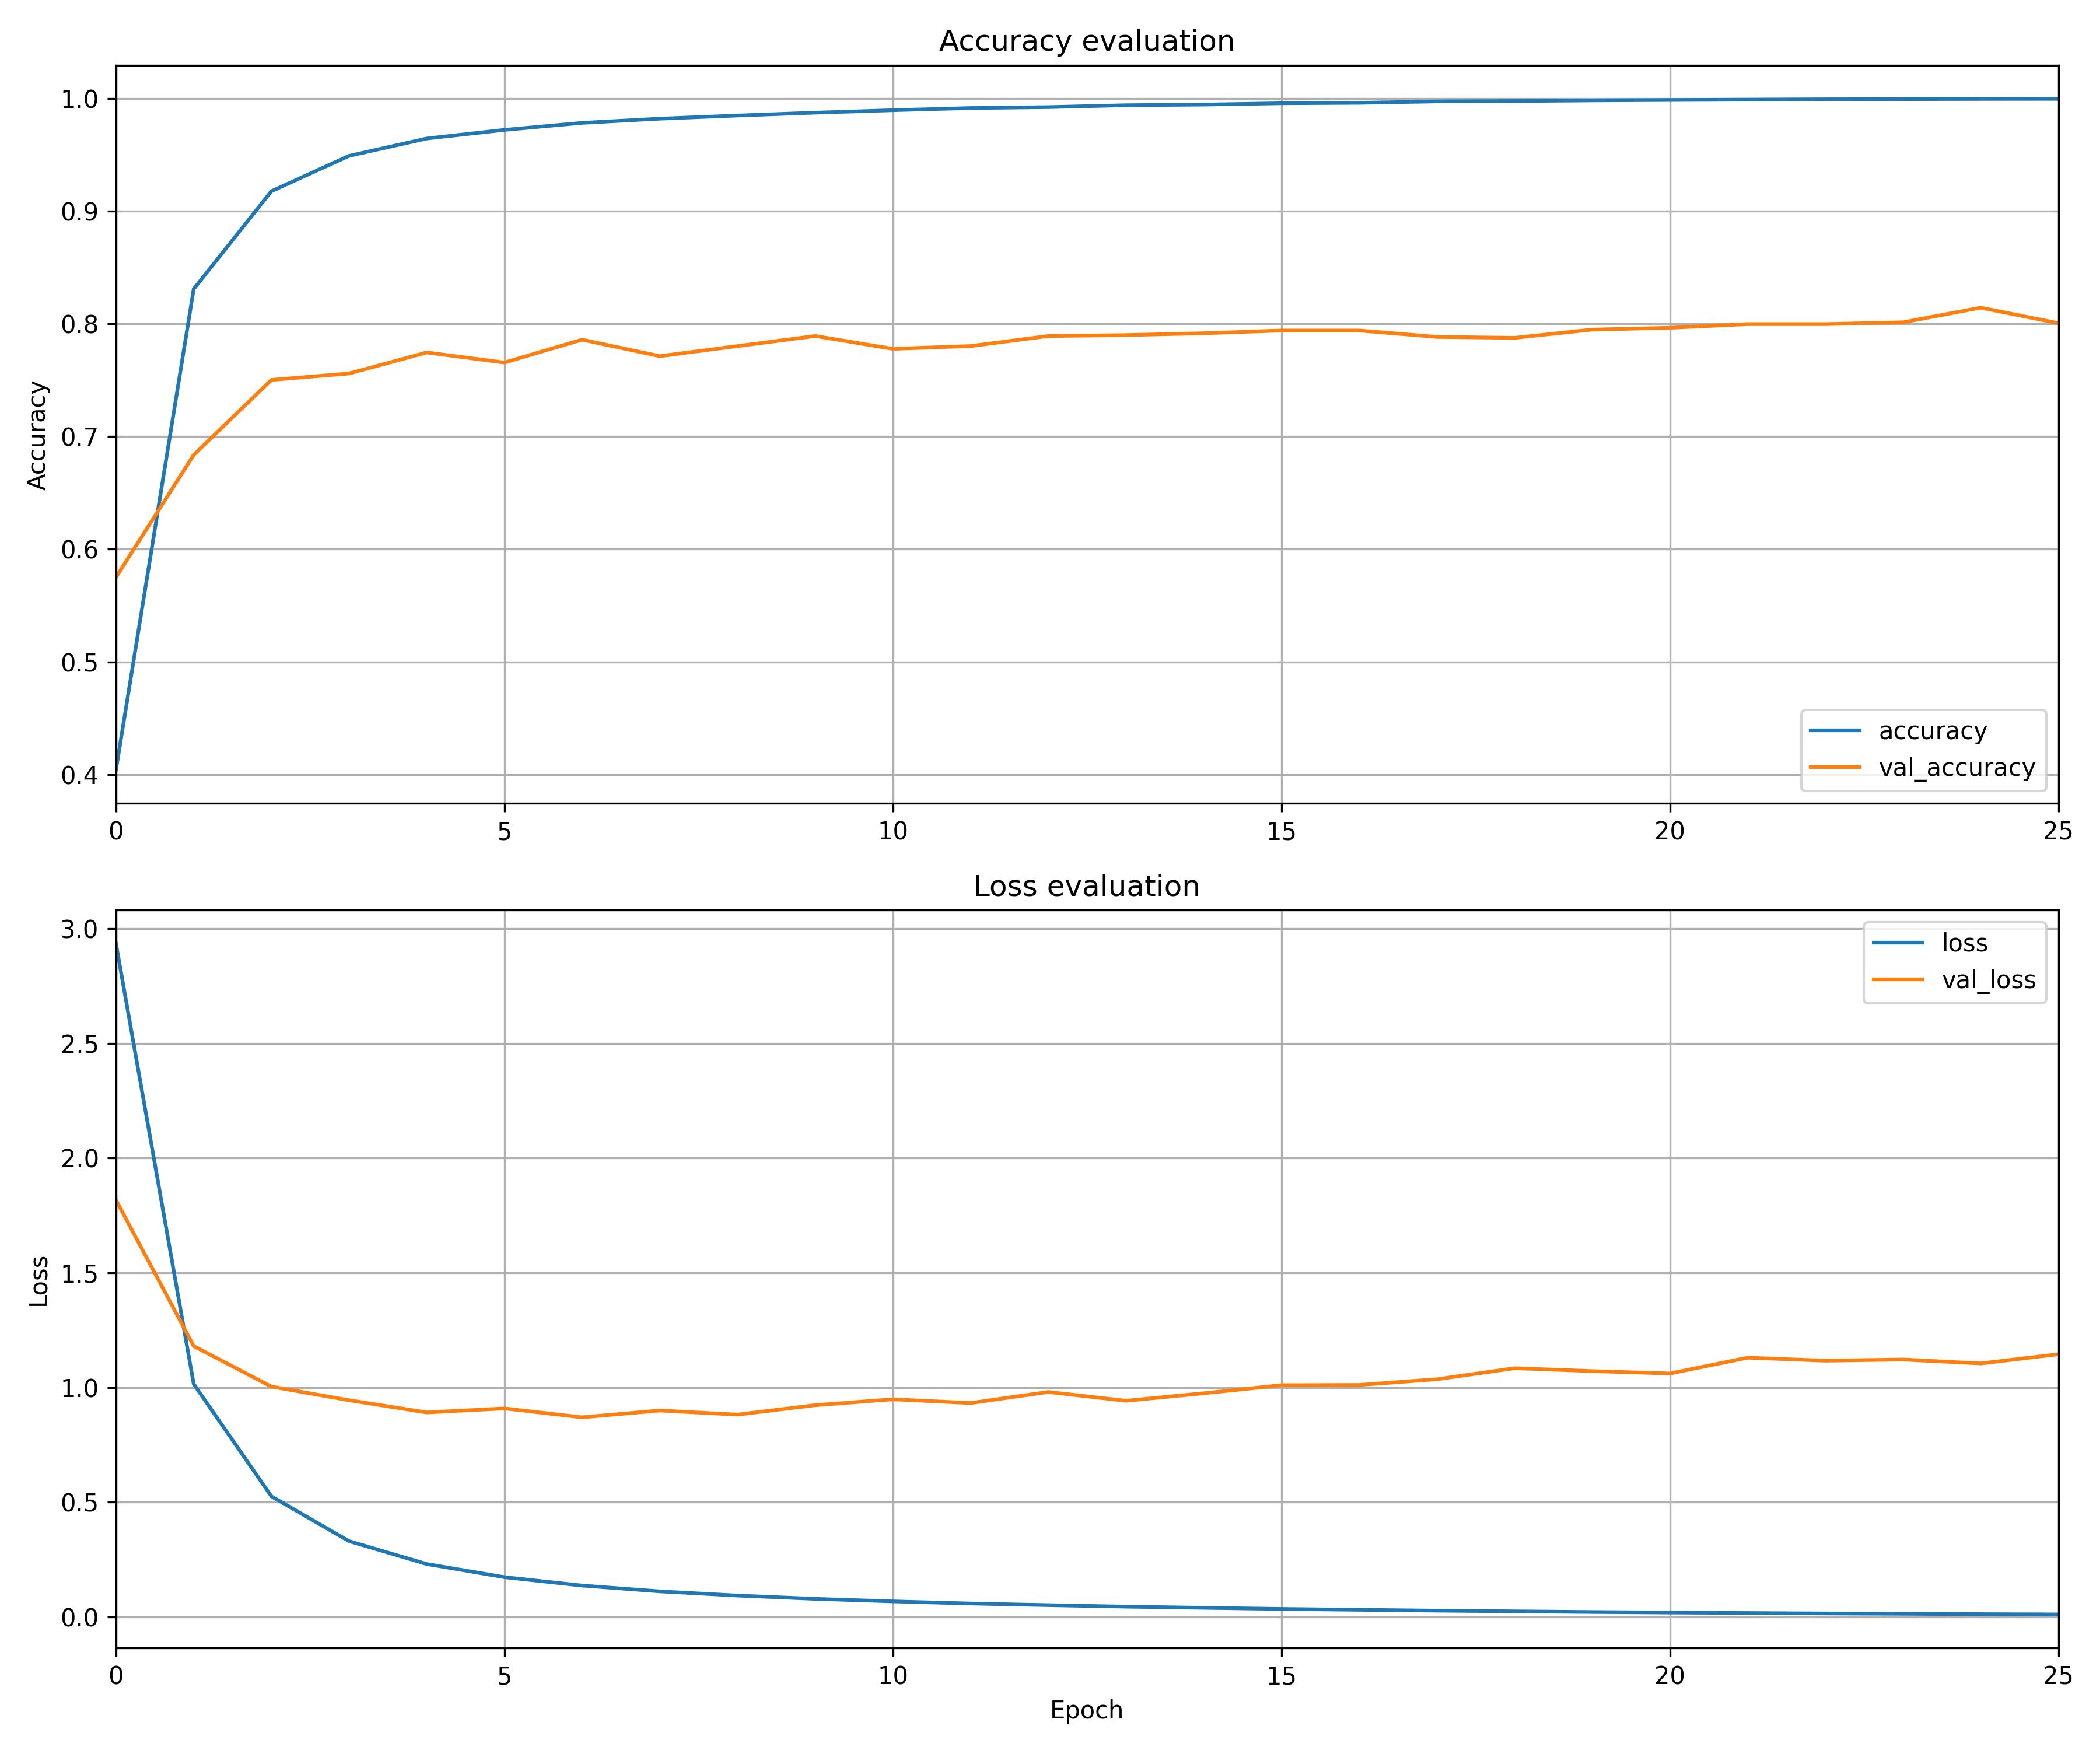 Accuracy evaluation
1.0
0.9
0.8
0.7
0.6
0.5
0.4
Accuracy
accuracy
val_accuracy
0 5 10 15 20 25
Loss evaluation
3.0
2.5
2.0
1.5
1.0
0.5
0.0
Loss
loss
val_loss
0 5 10 15 20 25
Epoch